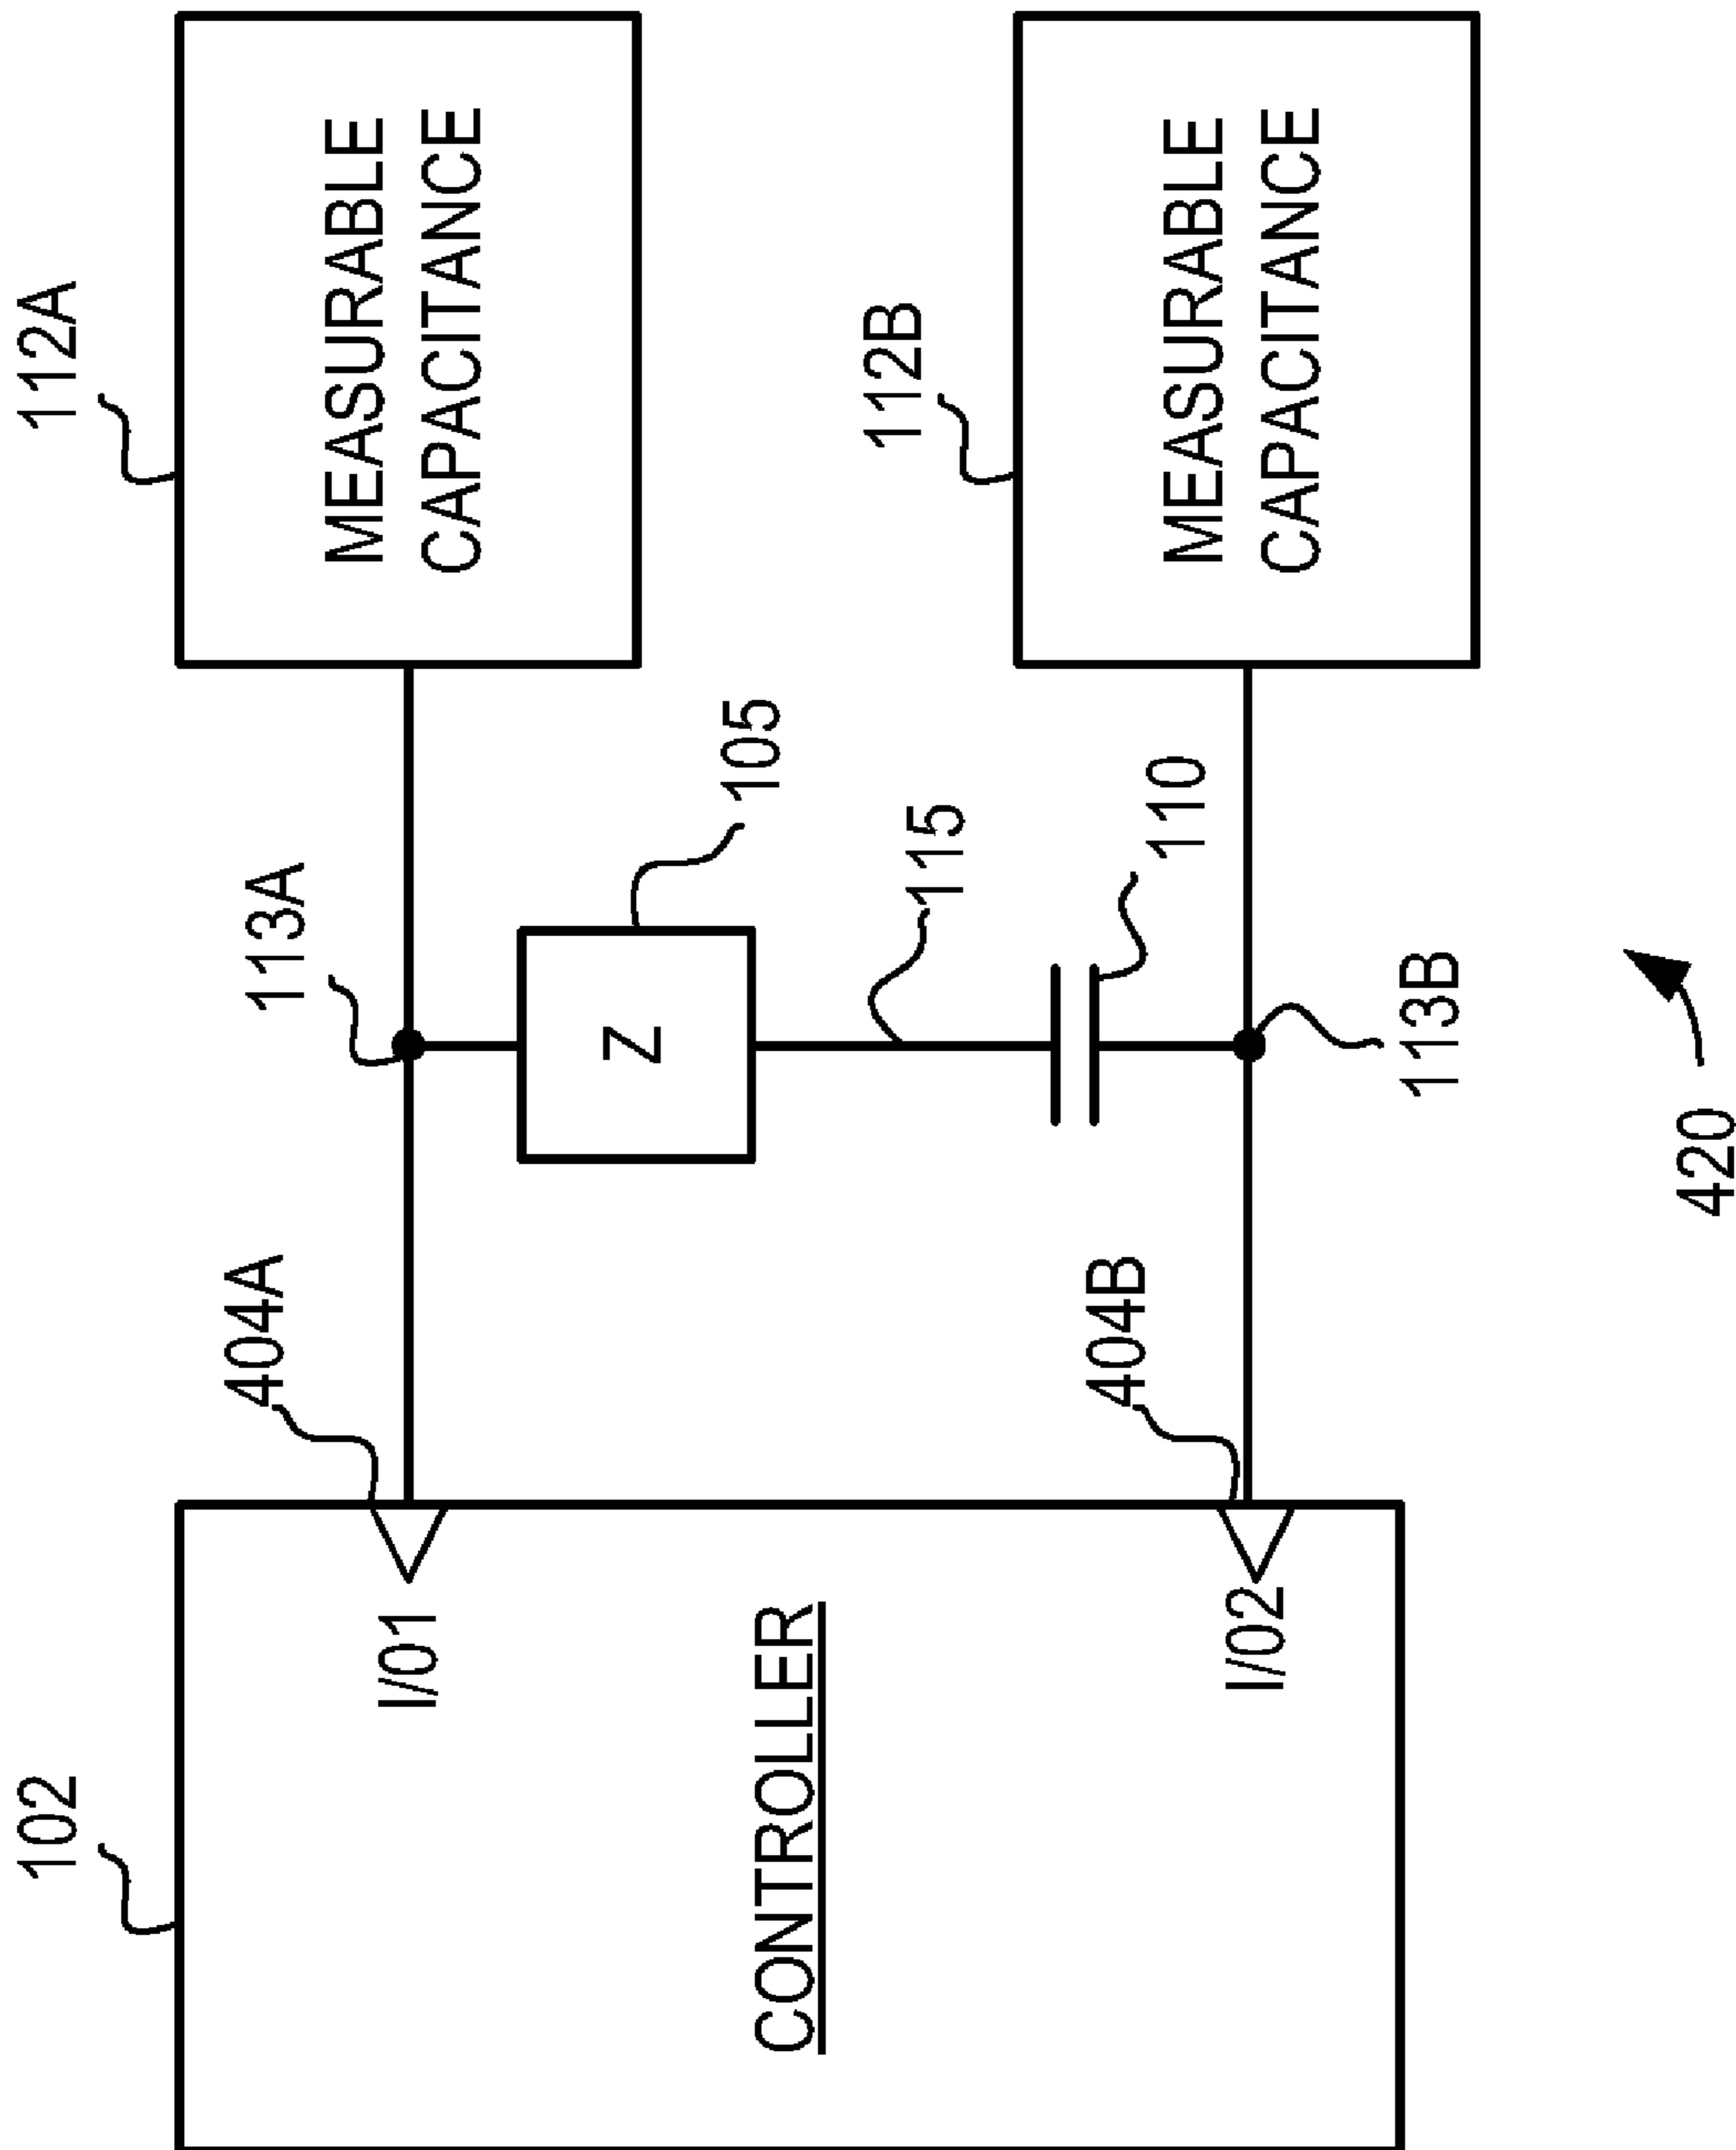 102
CONTROLLER
I/01
I/02
404A
404B
113A
Z
105
115
110
113B
112A
MEASURABLE
CAPACITANCE
112B
MEASURABLE
CAPACITANCE
420